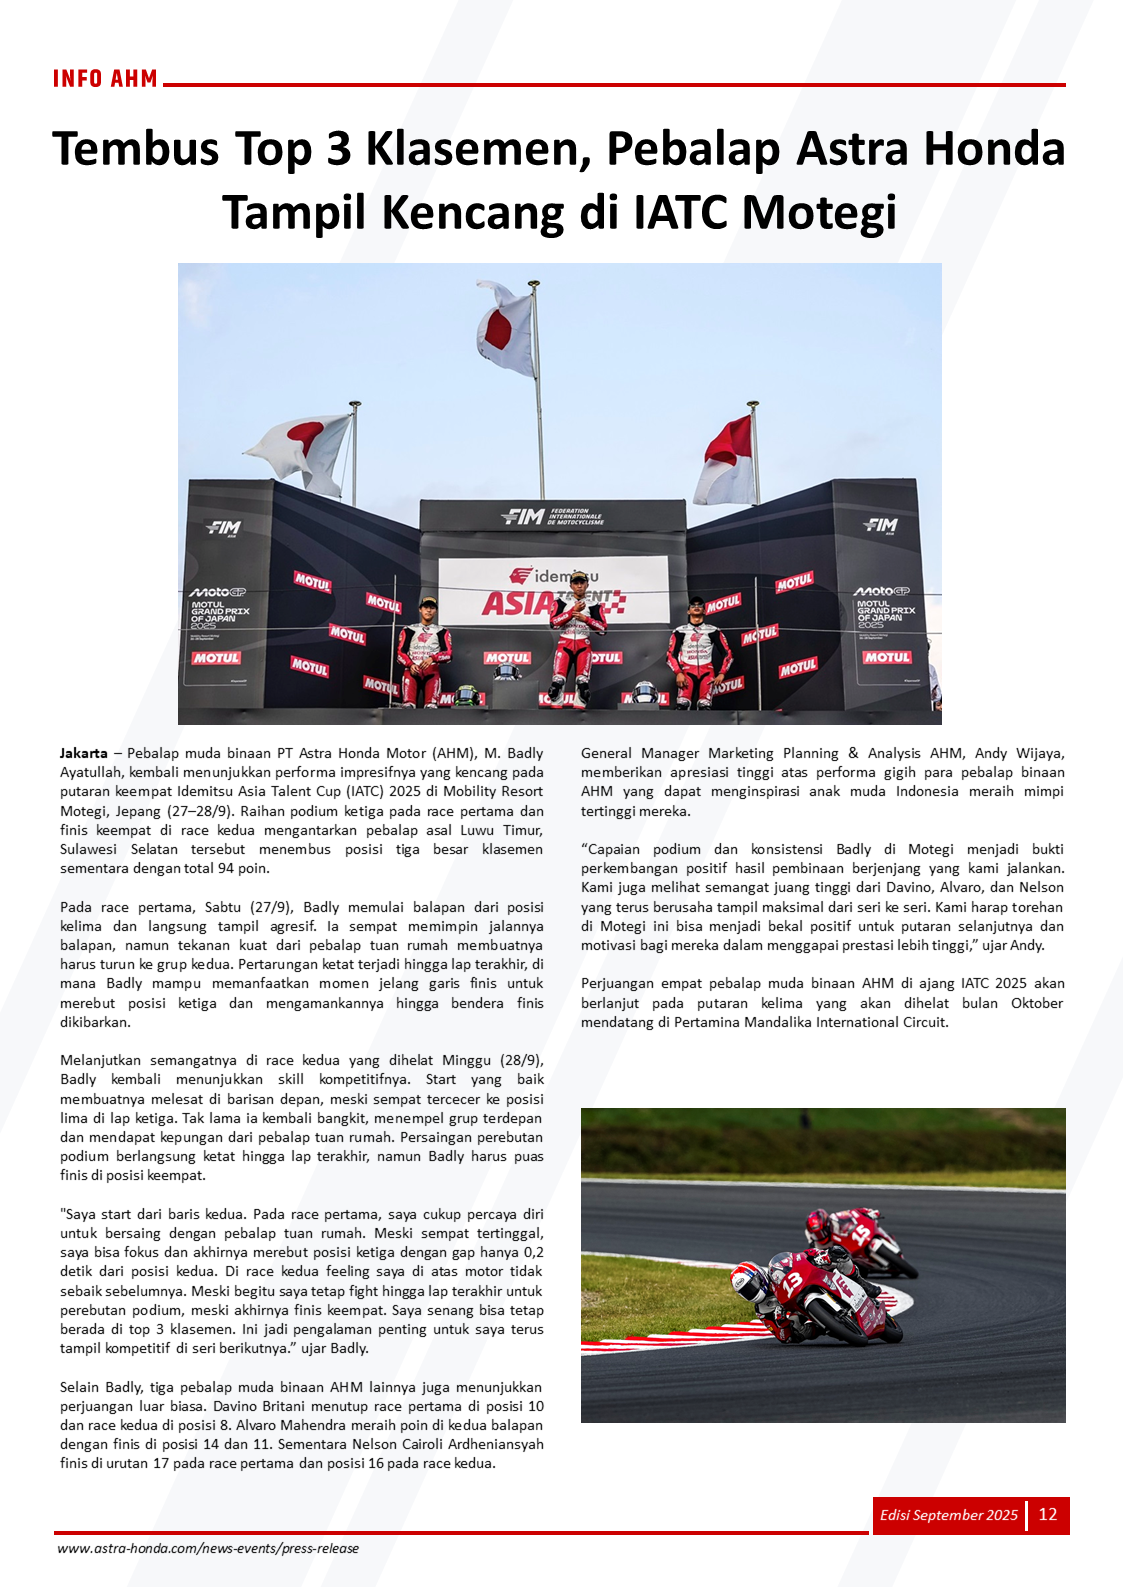 INFO AHM
Tembus Top 3 Klasemen, Pebalap Astra Honda
Tampil Kencang di IATC Motegi
FIM FEDERATION
INTERNATIONALE
DE MOTOCYCLISME
FIM
ASIA
FIM
ASIA
idemitsu
ASIA TALENT
MotoGP
MOTUL
GRAND PRIX
OF JAPAN
2025
MOTUL
MOTUL
MOTUL
MOTUL
MOTUL
MOTUL
MOTUL
MOTUL
MOTUL
MOTUL
MOTUL
MOTUL
MOTUL
MotoGP
MOTUL
GRAND PRIX
OF JAPAN
2025
MOTUL
Jakarta – Pebalap muda binaan PT Astra Honda Motor (AHM), M. Badly
Ayatullah, kembali menunjukkan performa impresifnya yang kencang pada
putaran keempat Idemitsu Asia Talent Cup (IATC) 2025 di Mobility Resort
Motegi, Jepang (27–28/9). Raihan podium ketiga pada race pertama dan
finis keempat di race kedua mengantarkan pebalap asal Luwu Timur,
Sulawesi Selatan tersebut menembus posisi tiga besar klasemen
sementara dengan total 94 poin.
Pada race pertama, Sabtu (27/9), Badly memulai balapan dari posisi
kelima dan langsung tampil agresif. Ia sempat memimpin jalannya
balapan, namun tekanan kuat dari pebalap tuan rumah membuatnya
harus turun ke grup kedua. Pertarungan ketat terjadi hingga lap terakhir, di
mana Badly mampu memanfaatkan momen jelang garis finis untuk
merebut posisi ketiga dan mengamankannya hingga bendera finis
dikibarkan.
Melanjutkan semangatnya di race kedua yang dihelat Minggu (28/9),
Badly kembali menunjukkan skill kompetitifnya. Start yang baik
membuatnya melesat di barisan depan, meski sempat tercecer ke posisi
lima di lap ketiga. Tak lama ia kembali bangkit, menempel grup terdepan
dan mendapat kepungan dari pebalap tuan rumah. Persaingan perebutan
podium berlangsung ketat hingga lap terakhir, namun Badly harus puas
finis di posisi keempat.
"Saya start dari baris kedua. Pada race pertama, saya cukup percaya diri
untuk bersaing dengan pebalap tuan rumah. Meski sempat tertinggal,
saya bisa fokus dan akhirnya merebut posisi ketiga dengan gap hanya 0,2
detik dari posisi kedua. Di race kedua feeling saya di atas motor tidak
sebaik sebelumnya. Meski begitu saya tetap fight hingga lap terakhir untuk
perebutan podium, meski akhirnya finis keempat. Saya senang bisa tetap
berada di top 3 klasemen. Ini jadi pengalaman penting untuk saya terus
tampil kompetitif di seri berikutnya.” ujar Badly.
Selain Badly, tiga pebalap muda binaan AHM lainnya juga menunjukkan
perjuangan luar biasa. Davino Britani menutup race pertama di posisi 10
dan race kedua di posisi 8. Alvaro Mahendra meraih poin di kedua balapan
dengan finis di posisi 14 dan 11. Sementara Nelson Cairoli Ardheniansyah
finis di urutan 17 pada race pertama dan posisi 16 pada race kedua.
General Manager Marketing Planning & Analysis AHM, Andy Wijaya,
memberikan apresiasi tinggi atas performa gigih para pebalap binaan
AHM yang dapat menginspirasi anak muda Indonesia meraih mimpi
tertinggi mereka.
“Capaian podium dan konsistensi Badly di Motegi menjadi bukti
perkembangan positif hasil pembinaan berjenjang yang kami jalankan.
Kami juga melihat semangat juang tinggi dari Davino, Alvaro, dan Nelson
yang terus berusaha tampil maksimal dari seri ke seri. Kami harap torehan
di Motegi ini bisa menjadi bekal positif untuk putaran selanjutnya dan
motivasi bagi mereka dalam menggapai prestasi lebih tinggi,” ujar Andy.
Perjuangan empat pebalap muda binaan AHM di ajang IATC 2025 akan
berlanjut pada putaran kelima yang akan dihelat bulan Oktober
mendatang di Pertamina Mandalika International Circuit.
15
13
Edisi September 2025 12
www.astra-honda.com/news-events/press-release